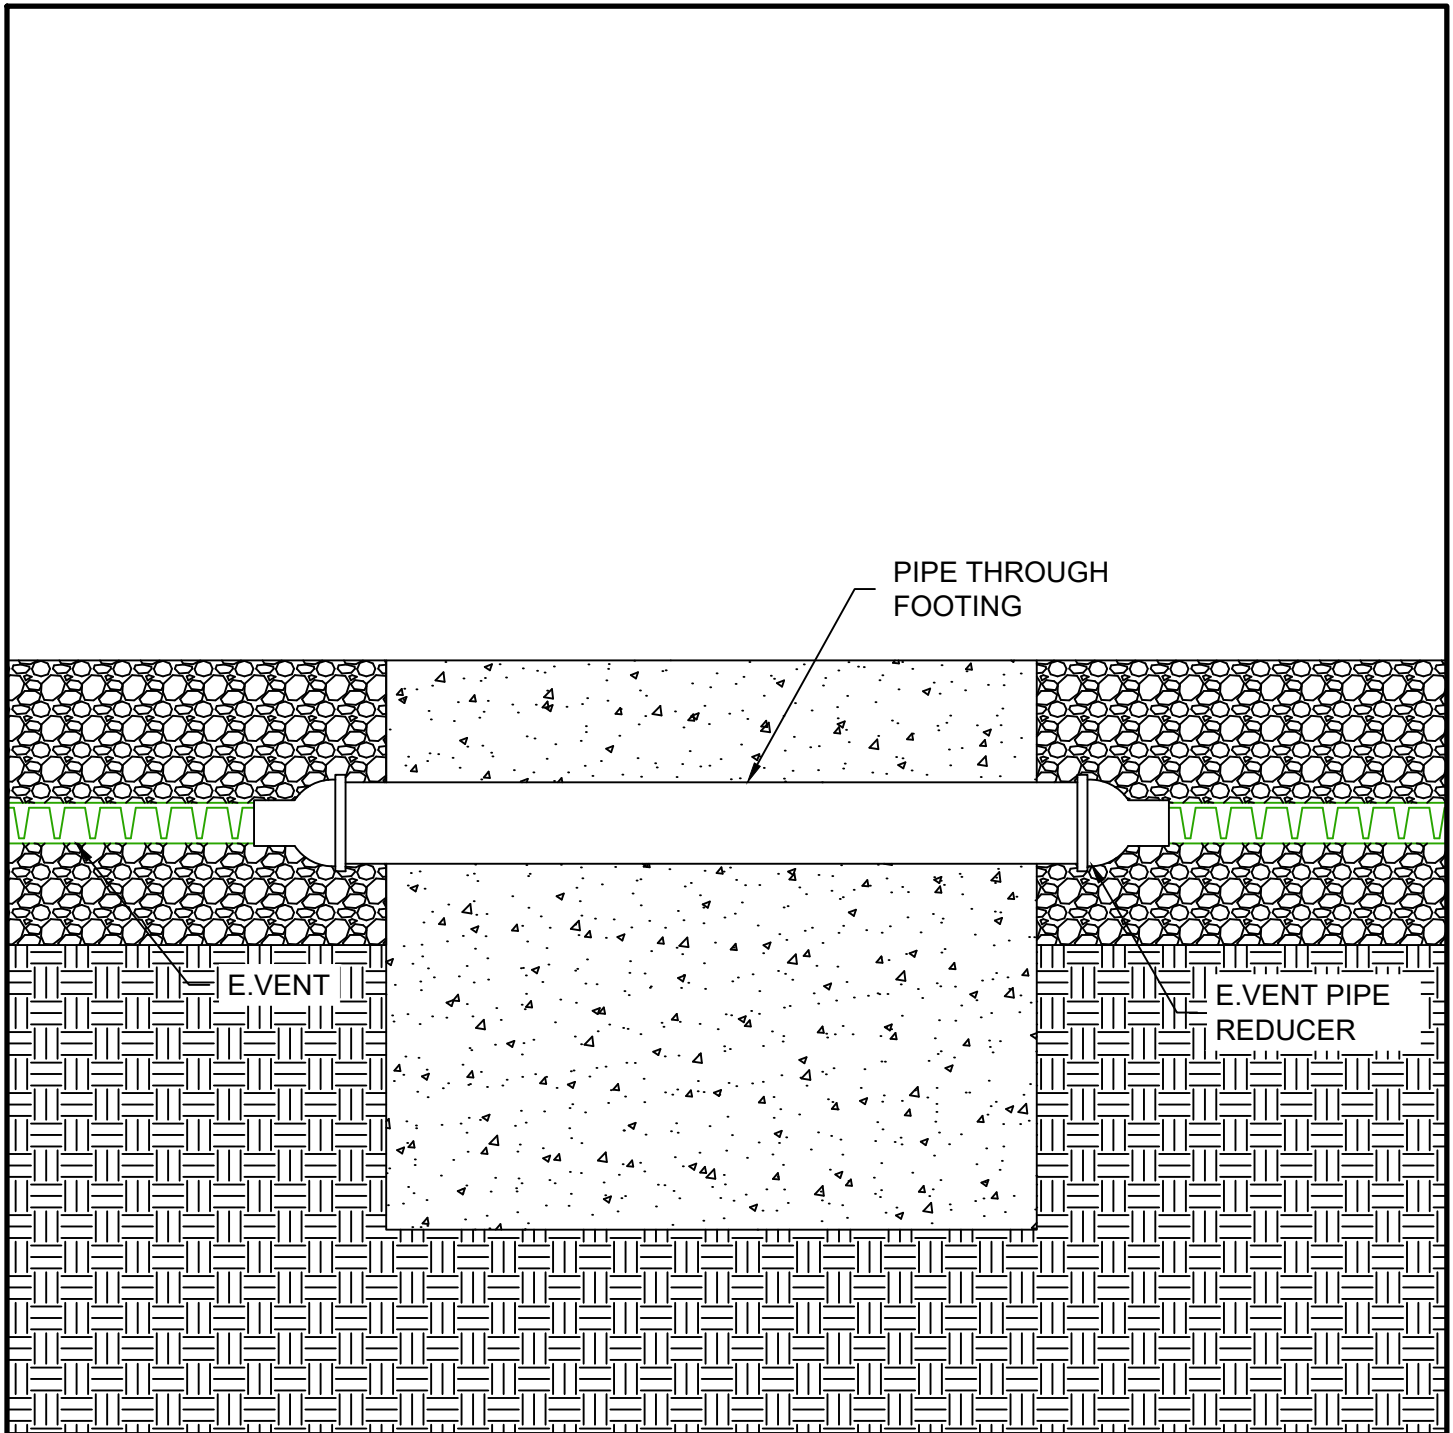 PIPE THROUGH
FOOTING
E.VENT
E.VENT PIPE
REDUCER